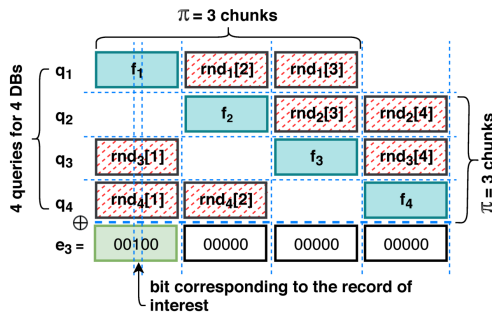 π = 3 chunks
q1 f1 rnd1[2] rnd1[3]
q2 f2 rnd2[3] rnd2[4]
q3 rnd3[1] f3 rnd3[4]
q4 rnd4[1] rnd4[2] f4
⊕
e3 = 00100 00000 00000 00000
bit corresponding to the record of
interest
4 queries for 4 DBs
π = 3 chunks